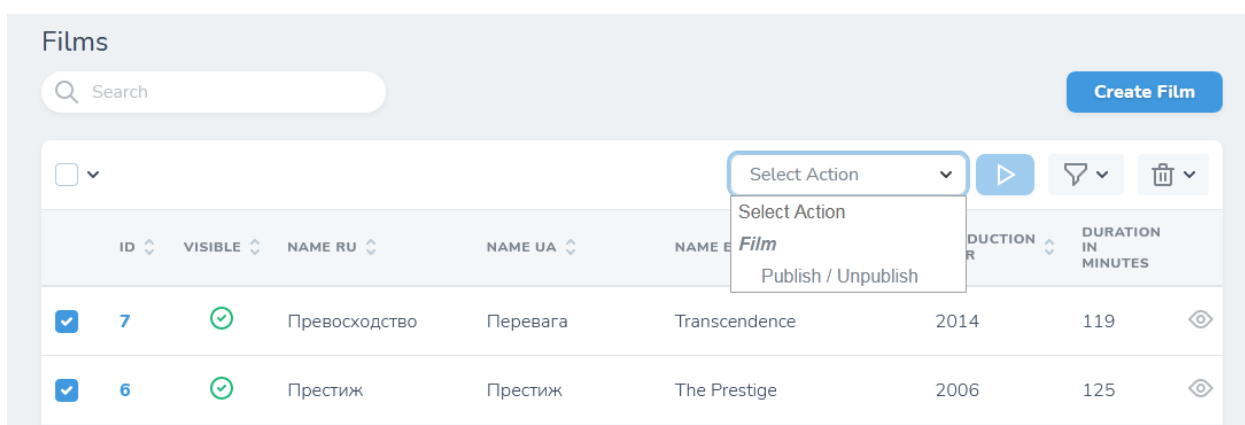 Films
Search
Create Film
Select Action
Select Action
Film
Publish / Unpublish
ID VISIBLE NAME RU NAME UA NAME DURATION
IN
MINUTES
7 Превосходство Перевага Transcendence 2014 119
6 Престиж Престиж The Prestige 2006 125